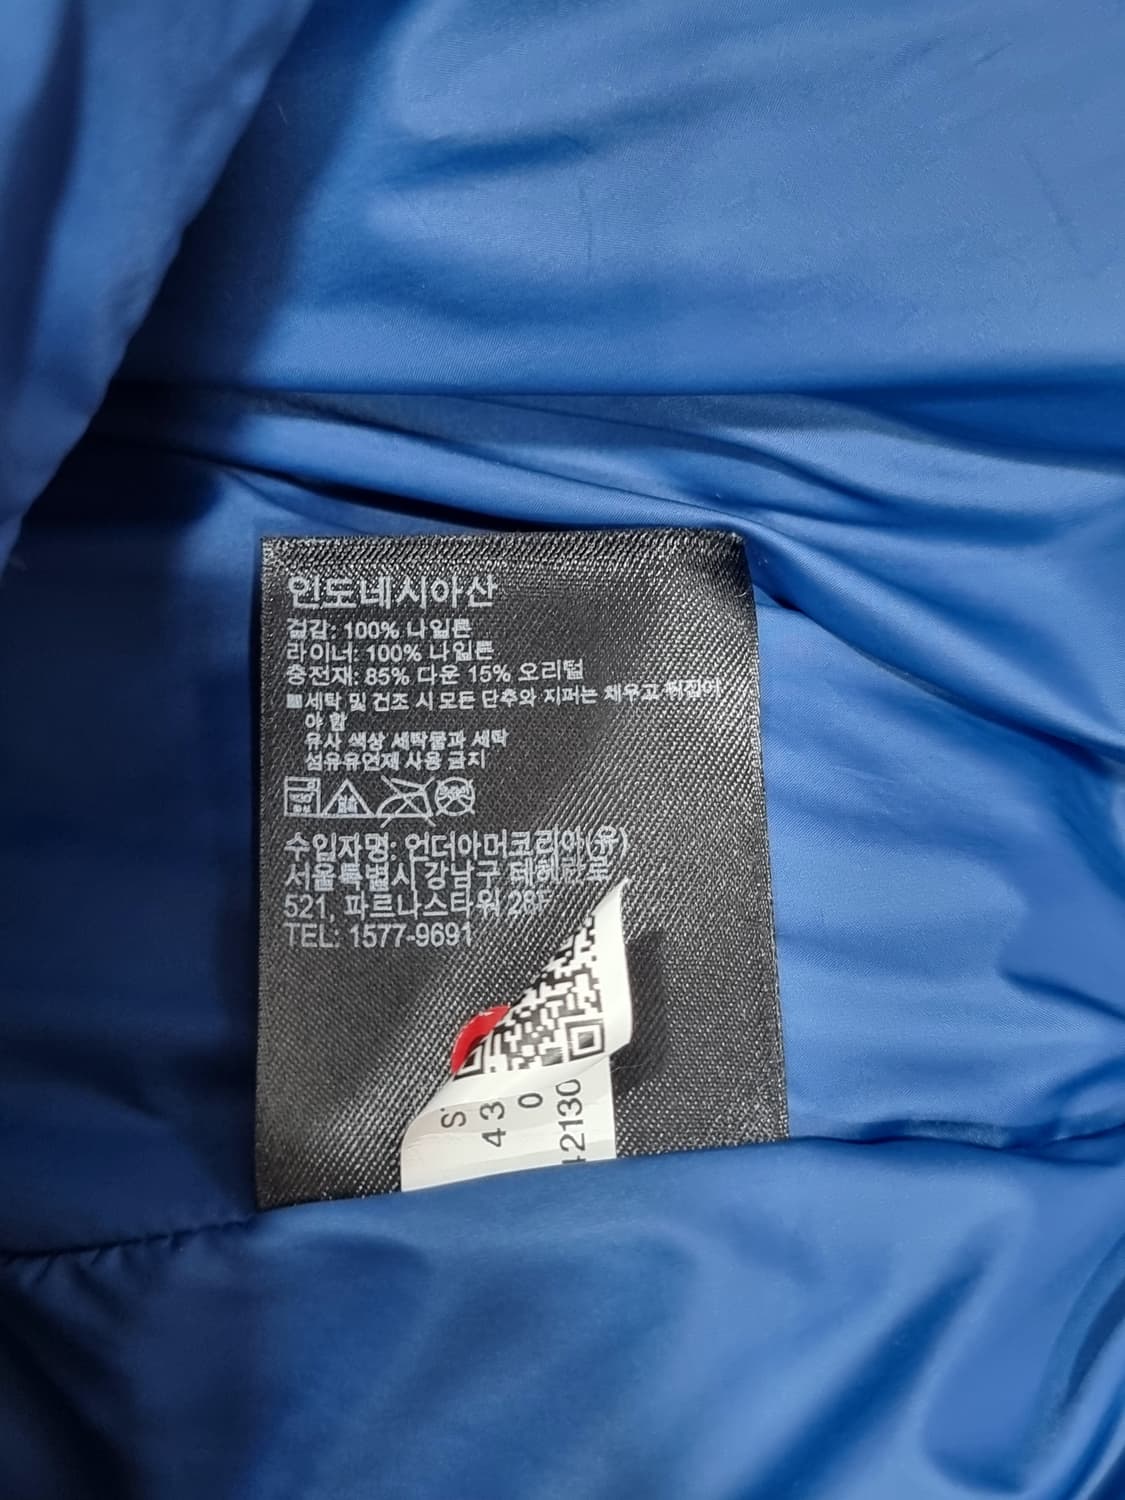 인도네시아산
겉감: 100% 나일론
라이너: 100% 나일론
충전재: 85% 다운 15% 오리털
■세탁 및 건조 시 모든 단추와 지퍼는 채우고 뒤집어
야 함
유사 색상 세탁물과 세탁
섬유유연제 사용 금지
수입자명: 언더아머코리아(유)
서울특별시 강남구 테헤란로
521, 파르나스타워 28F
TEL: 1577-9691
S
43
0
2130